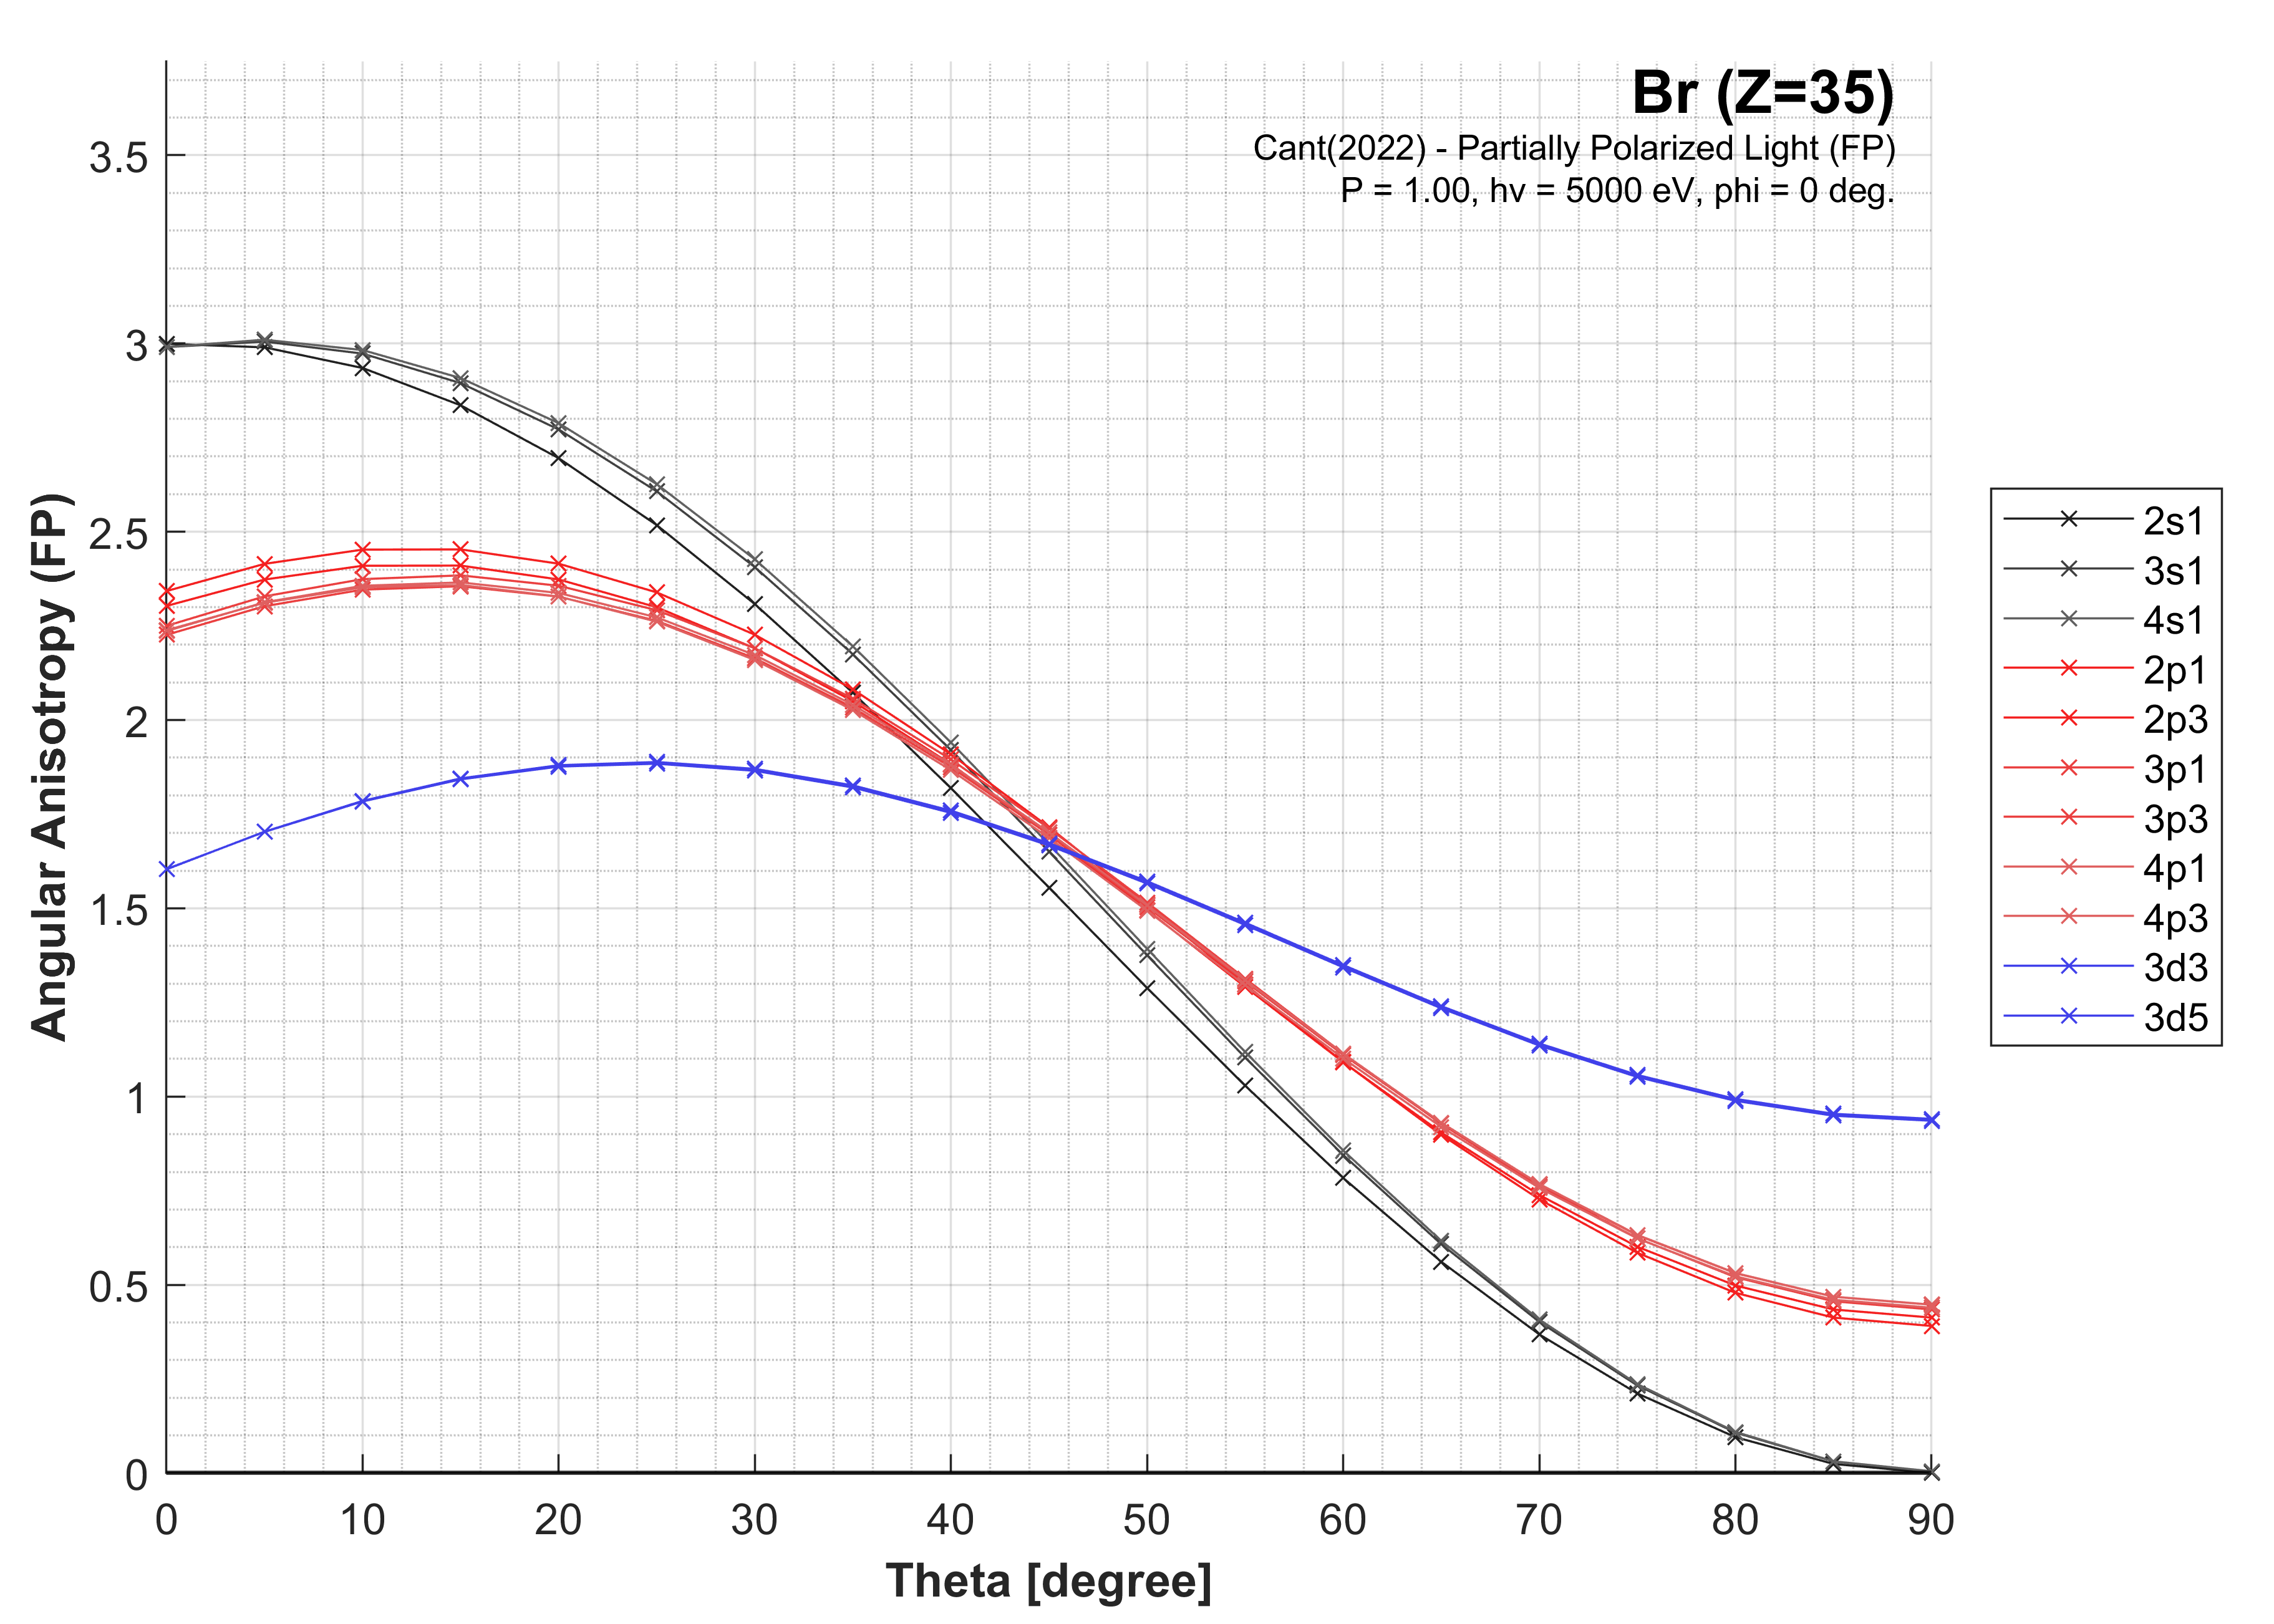 Br (Z=35)
Cant(2022) - Partially Polarized Light (FP)
P = 1.00, hv = 5000 eV, phi = 0 deg.
Angular Anisotropy (FP)
3.5
3
2.5
2
1.5
1
0.5
0
0 10 20 30 40 50 60 70 80 90
Theta [degree]
2s1
3s1
4s1
2p1
2p3
3p1
3p3
4p1
4p3
3d3
3d5